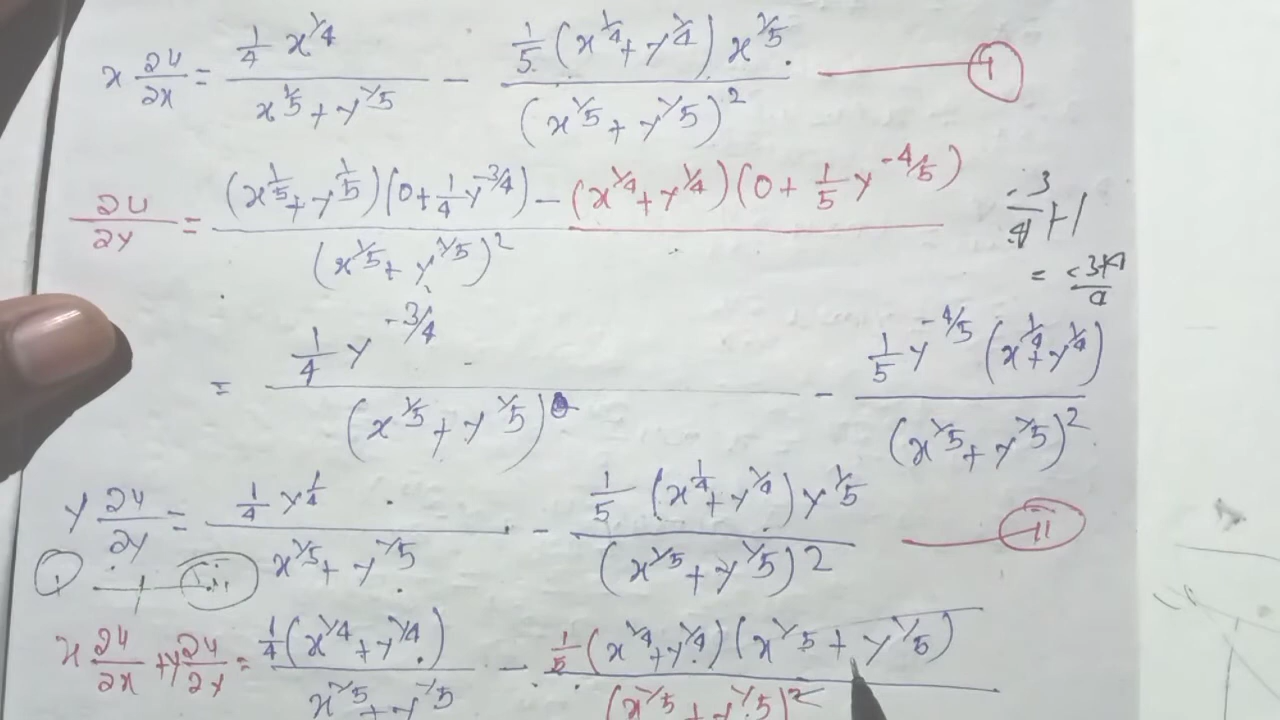 x ∂u/∂x = (1/4 x^{1/4})/(x^{1/5} + y^{1/5}) - (1/5 (x^{1/4} + y^{1/4}) x^{1/5})/(x^{1/5} + y^{1/5})^2 — I
∂u/∂y = ((x^{1/5} + y^{1/5})(0 + 1/4 y^{-3/4}) - (x^{1/4} + y^{1/4})(0 + 1/5 y^{-4/5}))/(x^{1/5} + y^{1/5})^2
-3/4 + 1
= (-3+4)/4
= (1/4 y^{-3/4})/(x^{1/5} + y^{1/5}) - (1/5 y^{-4/5} (x^{1/4} + y^{1/4}))/(x^{1/5} + y^{1/5})^2
y ∂u/∂y = (1/4 y^{1/4})/(x^{1/5} + y^{1/5}) - (1/5 (x^{1/4} + y^{1/4}) y^{1/5})/(x^{1/5} + y^{1/5})^2 — II
i + ii
x ∂u/∂x + y ∂u/∂y = (1/4 (x^{1/4} + y^{1/4}))/(x^{1/5} + y^{1/5}) - (1/5 (x^{1/4} + y^{1/4})(x^{1/5} + y^{1/5}))/(x^{1/5} + y^{1/5})^2